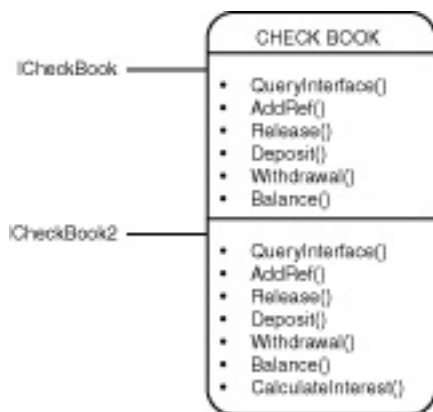 CHECK BOOK
ICheckBook
• QueryInterface()
• AddRef()
• Release()
• Deposit()
• Withdrawal()
• Balance()
ICheckBook2
• QueryInterface()
• AddRef()
• Release()
• Deposit()
• Withdrawal()
• Balance()
• CalculateInterest()